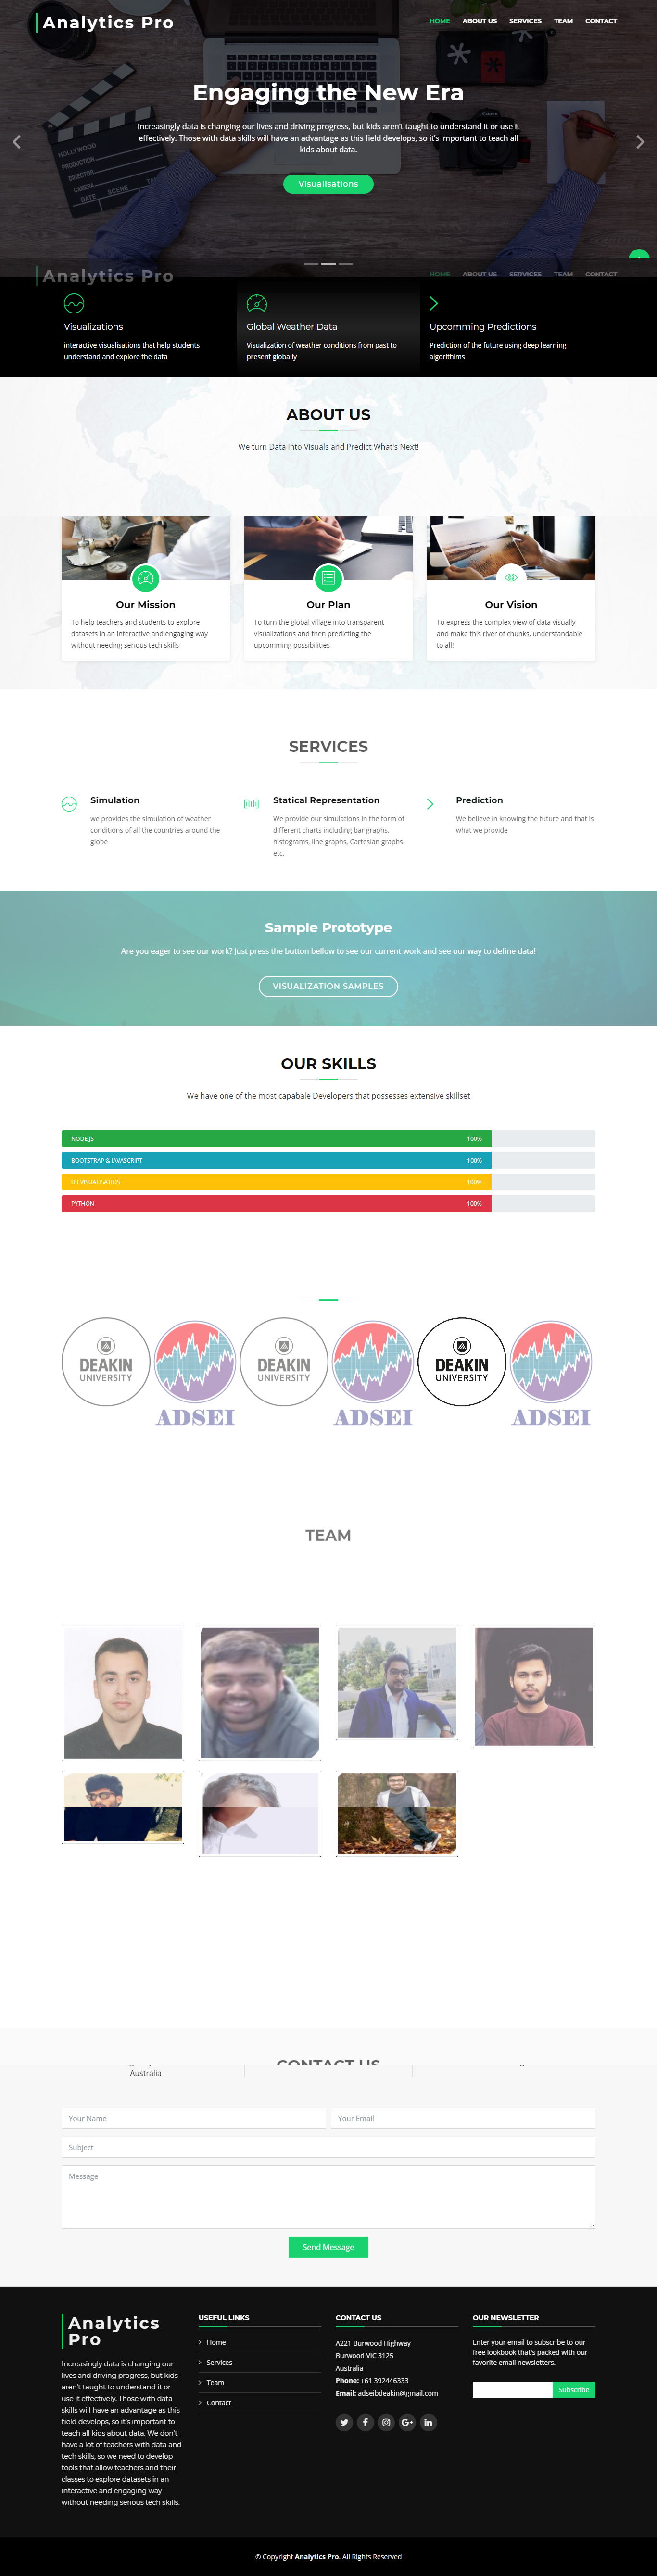 Analytics Pro
HOME ABOUT US SERVICES TEAM CONTACT
Engaging the New Era
Increasingly data is changing our lives and driving progress, but kids aren't taught to understand it or use it
effectively. Those with data skills will have an advantage as this field develops, so it's important to teach all
kids about data.
Visualisations
HOLLYWOOD
PRODUCTION
DIRECTOR
CAMERA
DATE SCENE
Analytics Pro
HOME ABOUT US SERVICES TEAM CONTACT
Visualizations
interactive visualisations that help students
understand and explore the data
Global Weather Data
Visualization of weather conditions from past to
present globally
Upcomming Predictions
Prediction of the future using deep learning
algorithims
ABOUT US
We turn Data into Visuals and Predict What's Next!
Our Mission
To help teachers and students to explore
datasets in an interactive and engaging way
without needing serious tech skills
Our Plan
To turn the global village into transparent
visualizations and then predicting the
upcomming possibilities
Our Vision
To express the complex view of data visually
and make this river of chunks, understandable
to all!
SERVICES
Simulation
we provides the simulation of weather
conditions of all the countries around the
globe
Statical Representation
We provide our simulations in the form of
different charts including bar graphs,
histograms, line graphs, Cartesian graphs
etc.
Prediction
We believe in knowing the future and that is
what we provide
Sample Prototype
Are you eager to see our work? Just press the button bellow to see our current work and see our way to define data!
VISUALIZATION SAMPLES
OUR SKILLS
We have one of the most capabale Developers that possesses extensive skillset
NODE JS 100%
BOOTSTRAP & JAVASCRIPT 100%
D3 VISUALISATIOS 100%
PYTHON 100%
DEAKIN
UNIVERSITY
ADSEI
DEAKIN
UNIVERSITY
ADSEI
DEAKIN
UNIVERSITY
ADSEI
TEAM
CONTACT US
Australia
Your Name
Your Email
Subject
Message
Send Message
Analytics
Pro
Increasingly data is changing our
lives and driving progress, but kids
aren't taught to understand it or
use it effectively. Those with data
skills will have an advantage as this
field develops, so it's important to
teach all kids about data. We don't
have a lot of teachers with data and
tech skills, so we need to develop
tools that allow teachers and their
classes to explore datasets in an
interactive and engaging way
without needing serious tech skills.
USEFUL LINKS
Home
Services
Team
Contact
CONTACT US
A221 Burwood Highway
Burwood VIC 3125
Australia
Phone: +61 392446333
Email: adseibdeakin@gmail.com
OUR NEWSLETTER
Enter your email to subscribe to our
free lookbook that's packed with our
favorite email newsletters.
Subscribe
© Copyright Analytics Pro. All Rights Reserved